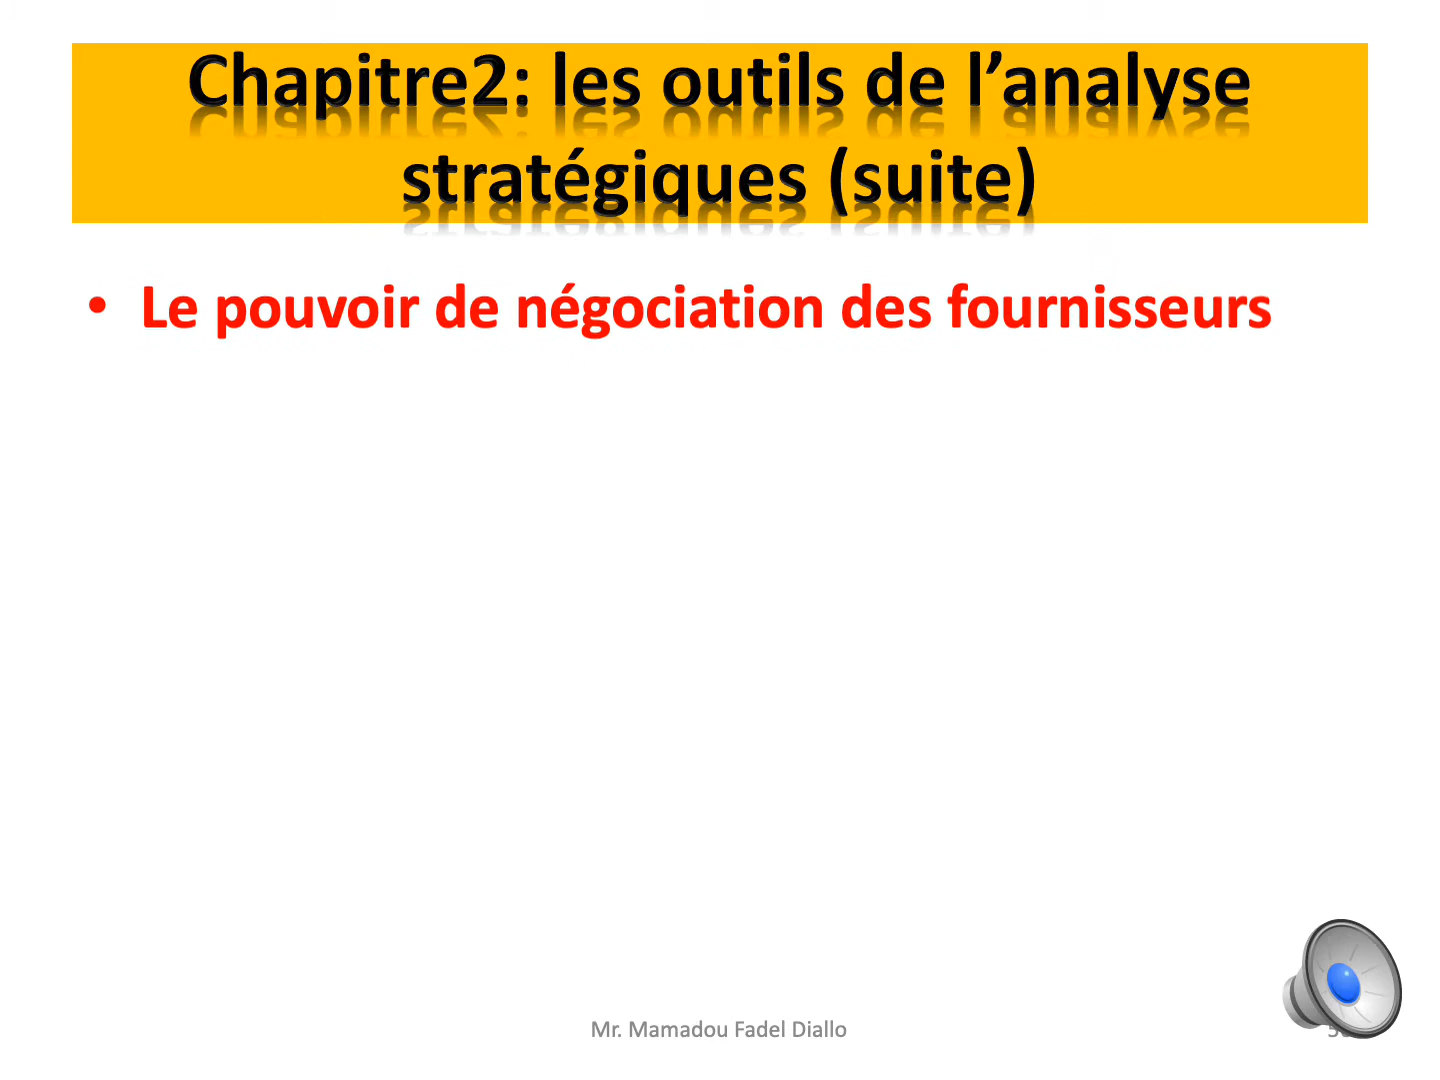 Chapitre2: les outils de l’analyse
stratégiques (suite)
• Le pouvoir de négociation des fournisseurs
Mr. Mamadou Fadel Diallo